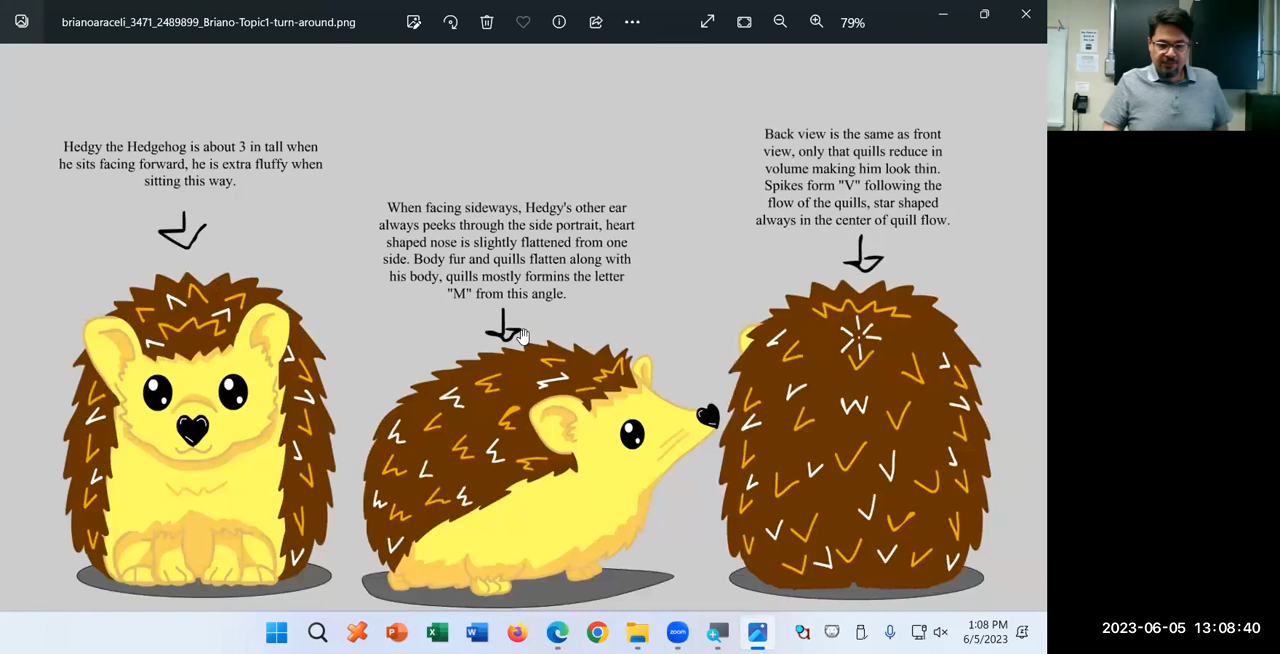 brianoaraceli_3471_2489899_Briano-Topic1-turn-around.png
79%
Hedgy the Hedgehog is about 3 in tall when
he sits facing forward, he is extra fluffy when
sitting this way.
When facing sideways, Hedgy's other ear
always peeks through the side portrait, heart
shaped nose is slightly flattened from one
side. Body fur and quills flatten along with
his body, quills mostly formins the letter
"M" from this angle.
Back view is the same as front
view, only that quills reduce in
volume making him look thin.
Spikes form "V" following the
flow of the quills, star shaped
always in the center of quill flow.
zoom
1:08 PM
6/5/2023
2023-06-05 13:08:40